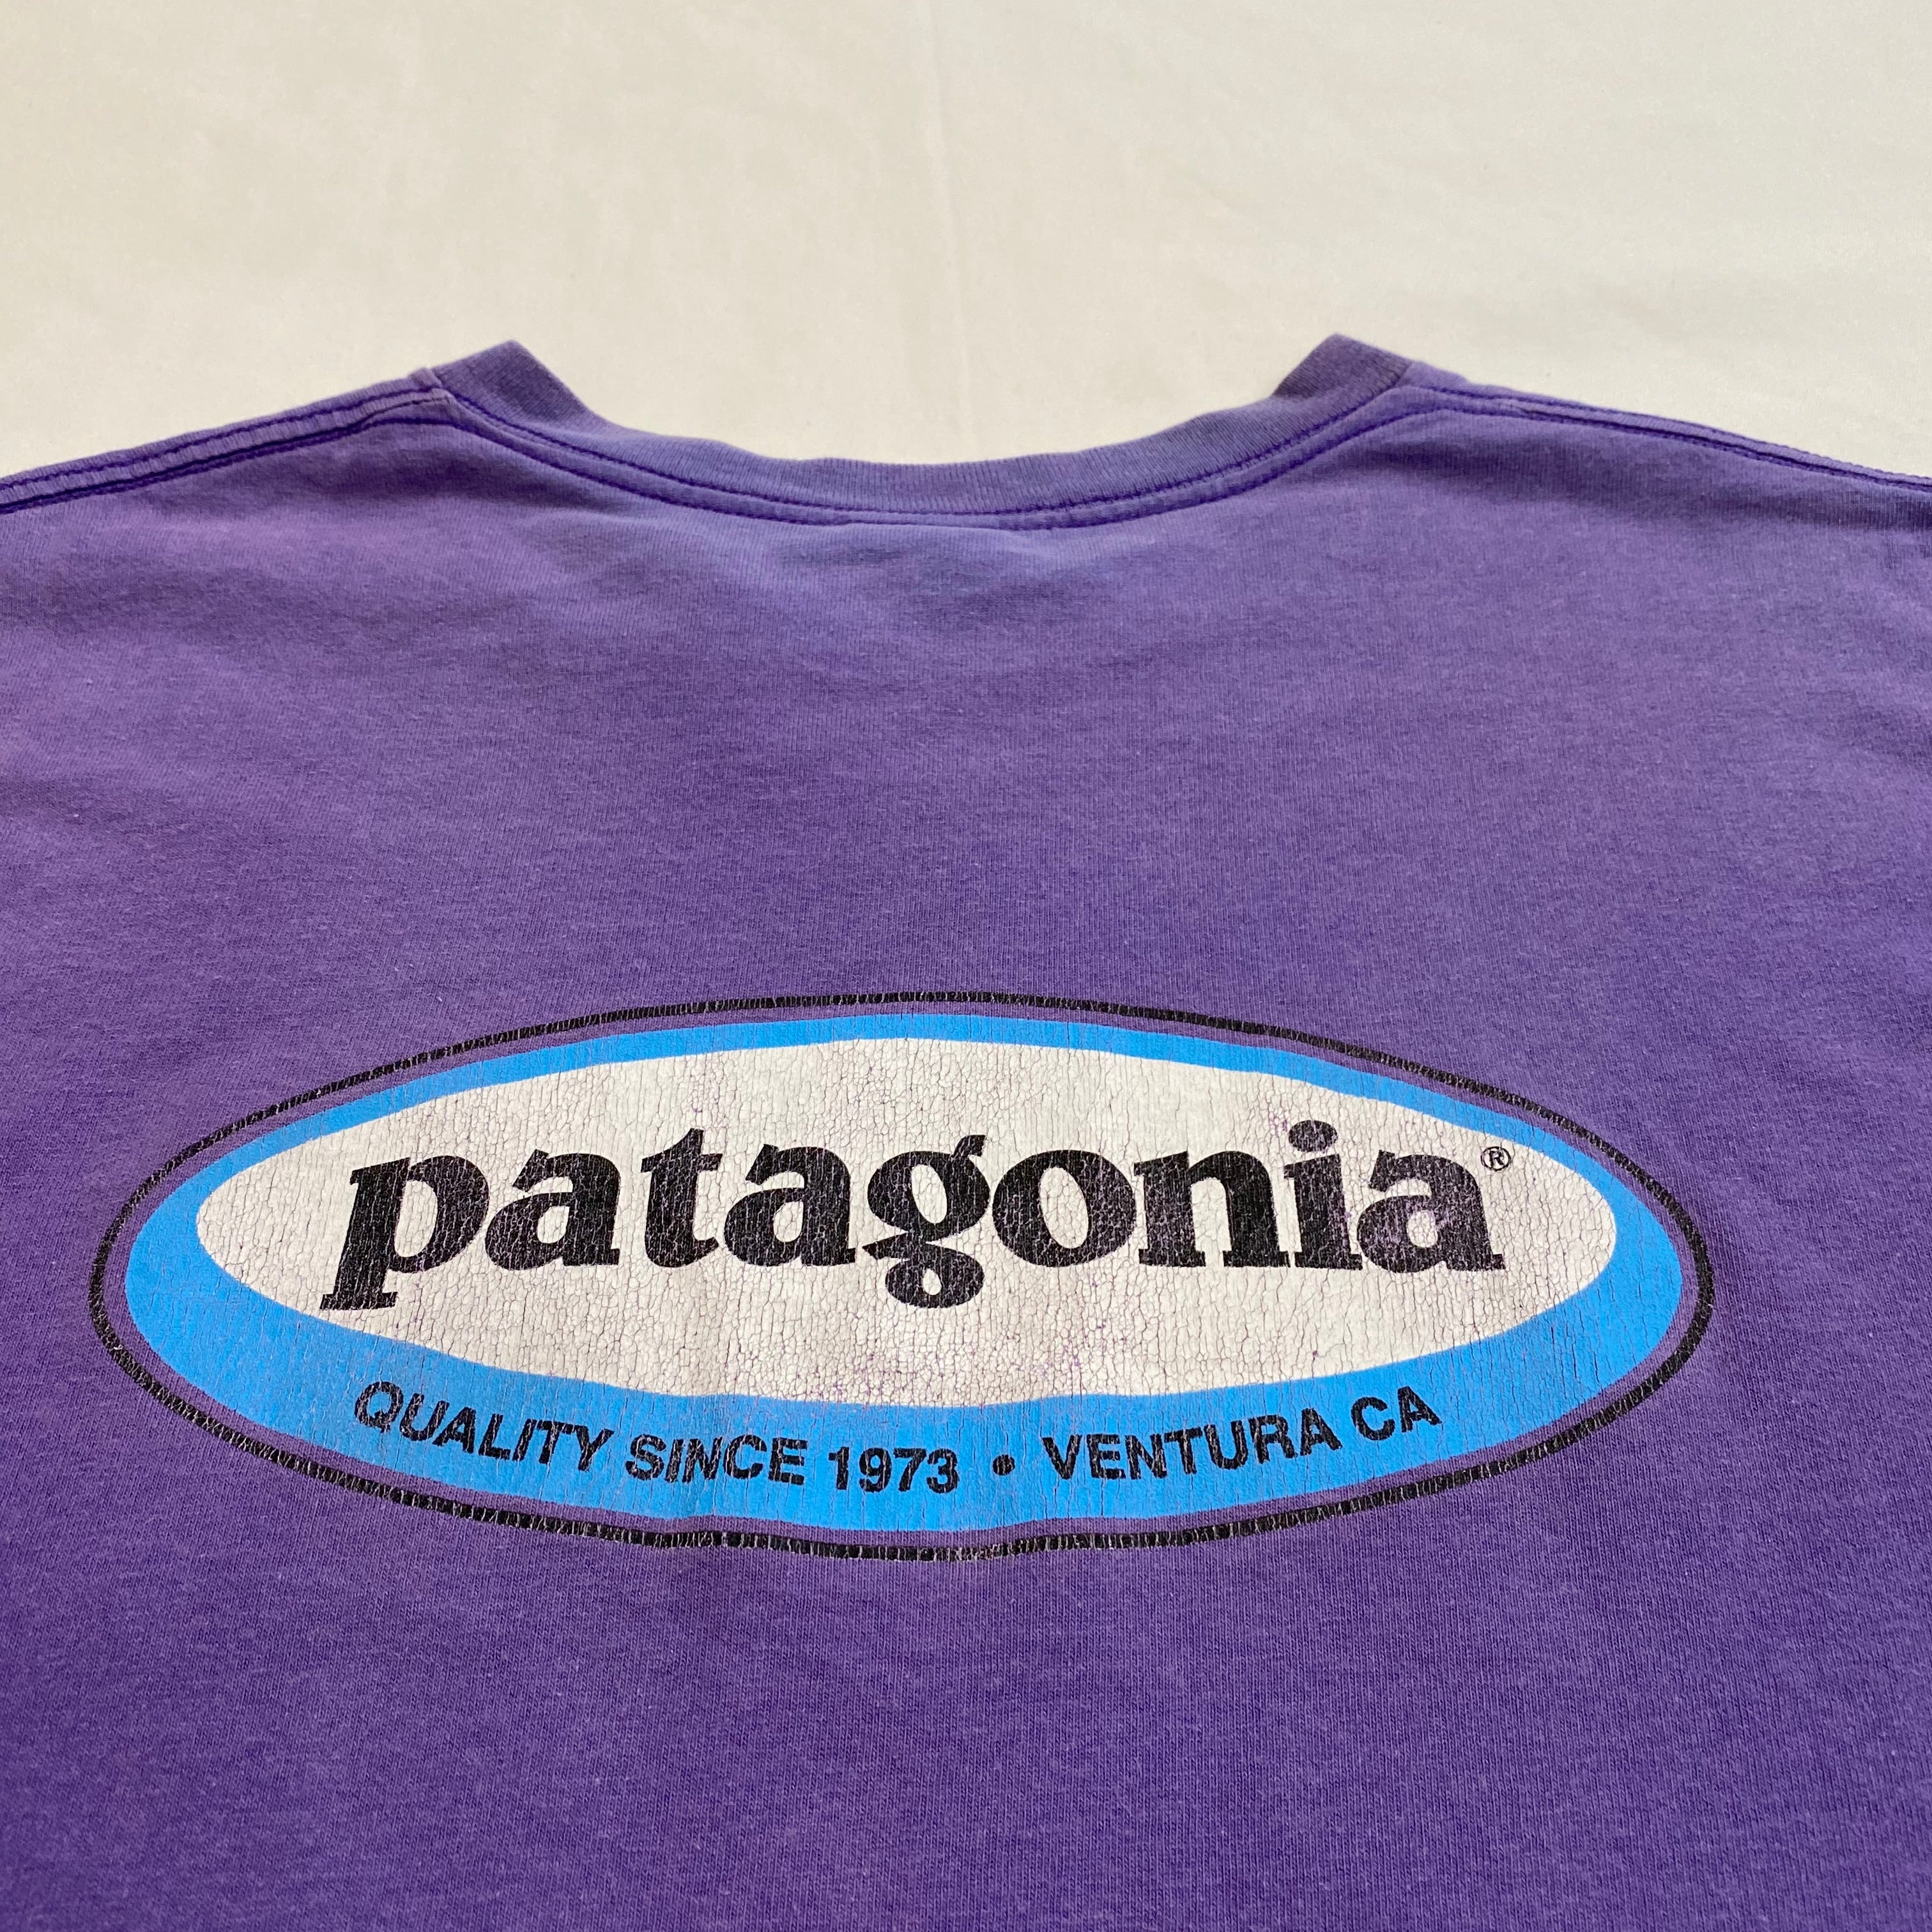 patagonia®
QUALITY SINCE 1973 • VENTURA CA